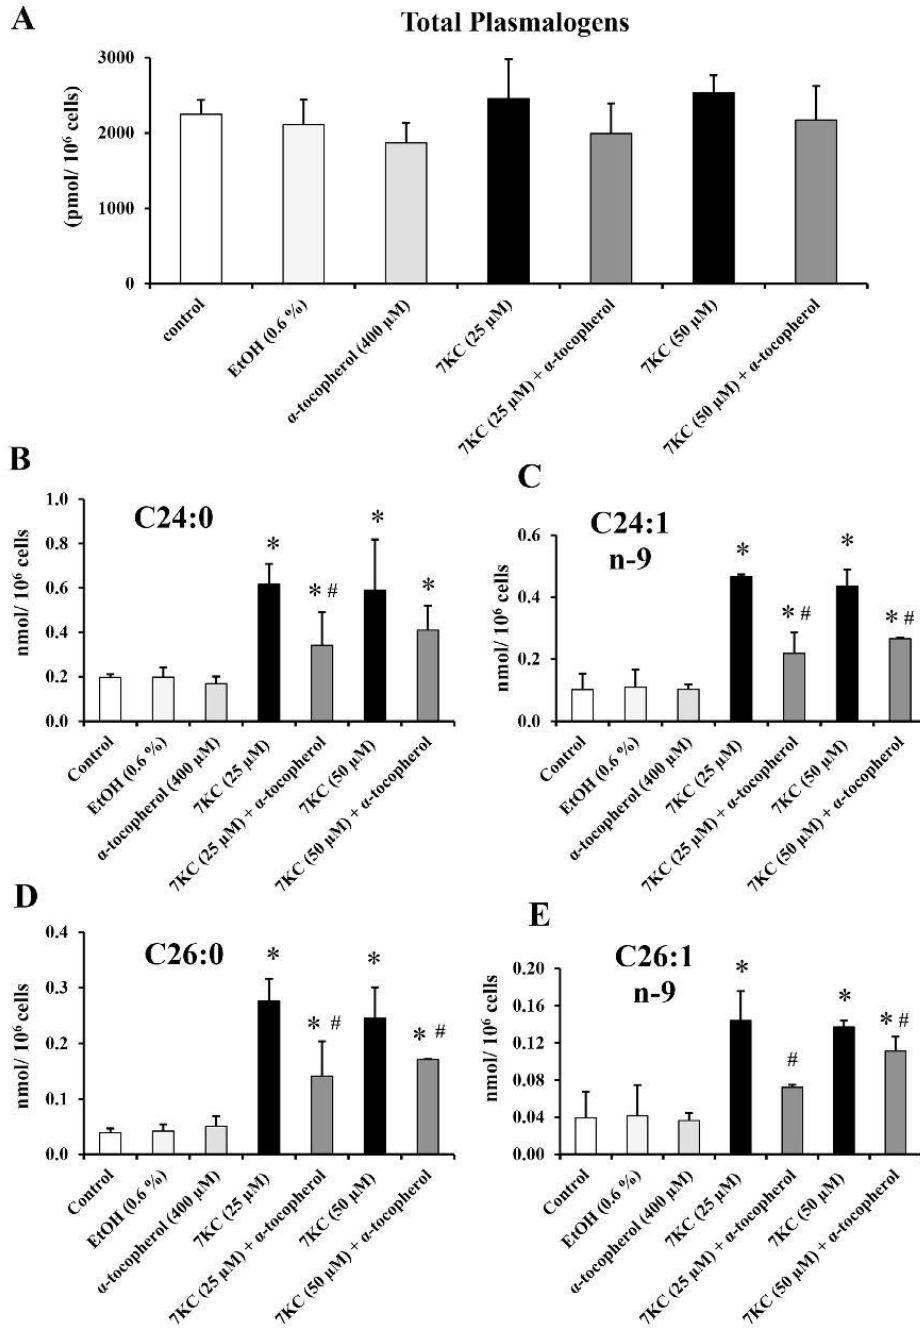 A
Total Plasmalogens
(pmol/ 10⁶ cells)
3000
2000
1000
0
control
EtOH (0.6 %)
α-tocopherol (400 µM)
7KC (25 µM)
7KC (25 µM) + α-tocopherol
7KC (50 µM)
7KC (50 µM) + α-tocopherol
B
C24:0
nmol/ 10⁶ cells
1.0
0.8
0.6
0.4
0.2
0.0
*
* #
*
*
Control
EtOH (0.6 %)
α-tocopherol (400 µM)
7KC (25 µM)
7KC (25 µM) + α-tocopherol
7KC (50 µM)
7KC (50 µM) + α-tocopherol
C
C24:1
n-9
nmol/ 10⁶ cells
0.6
0.4
0.2
0.0
*
* #
*
* #
Control
EtOH (0.6 %)
α-tocopherol (400 µM)
7KC (25 µM)
7KC (25 µM) + α-tocopherol
7KC (50 µM)
7KC (50 µM) + α-tocopherol
D
C26:0
nmol/ 10⁶ cells
0.4
0.3
0.2
0.1
0.0
*
* #
*
* #
Control
EtOH (0.6 %)
α-tocopherol (400 µM)
7KC (25 µM)
7KC (25 µM) + α-tocopherol
7KC (50 µM)
7KC (50 µM) + α-tocopherol
E
C26:1
n-9
nmol/ 10⁶ cells
0.20
0.16
0.12
0.08
0.04
0.00
*
#
*
* #
Control
EtOH (0.6 %)
α-tocopherol (400 µM)
7KC (25 µM)
7KC (25 µM) + α-tocopherol
7KC (50 µM)
7KC (50 µM) + α-tocopherol